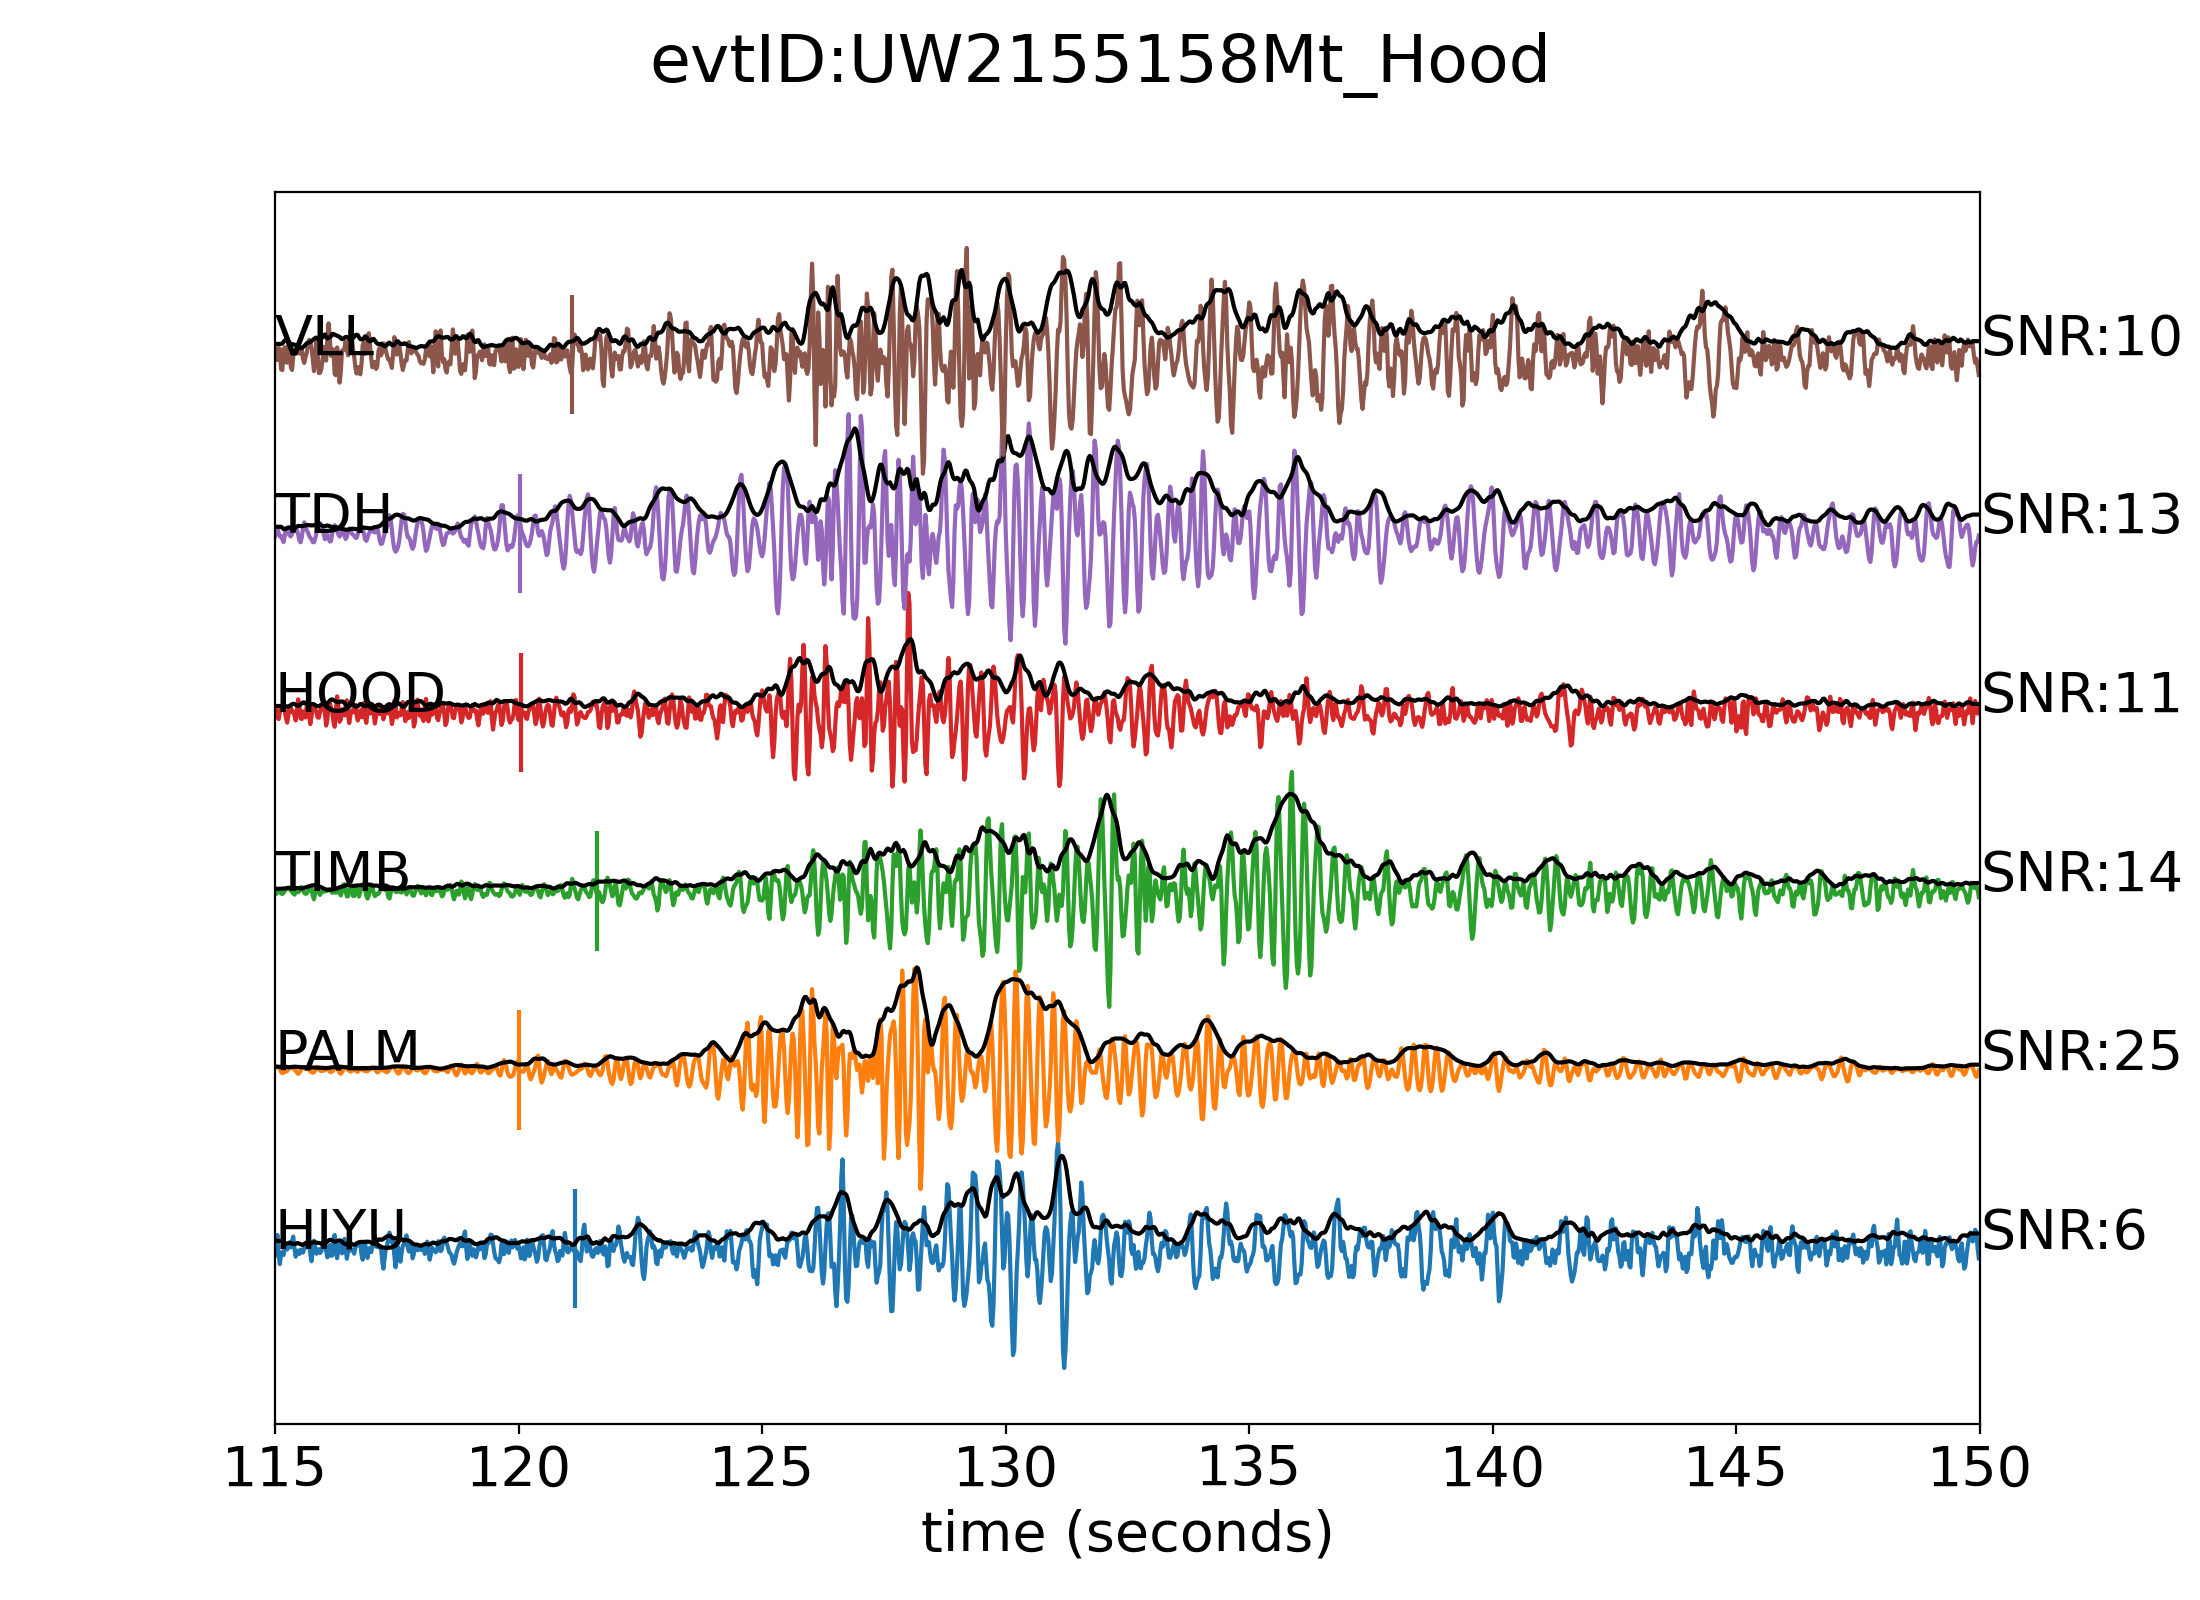 evtID:UW2155158Mt_Hood
VLL SNR:10
TDH SNR:13
HOOD SNR:11
TIMB SNR:14
PALM SNR:25
HIYU SNR:6
115 120 125 130 135 140 145 150
time (seconds)